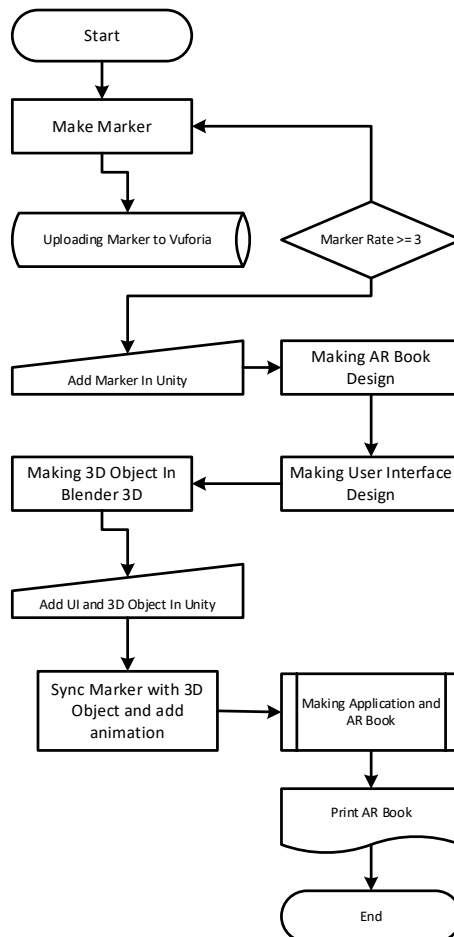 Start
Make Marker
Uploading Marker to Vuforia
Marker Rate >= 3
Add Marker In Unity
Making AR Book
Design
Making User Interface
Design
Making 3D Object In
Blender 3D
Add UI and 3D Object In Unity
Sync Marker with 3D
Object and add
animation
Making Application and
AR Book
Print AR Book
End